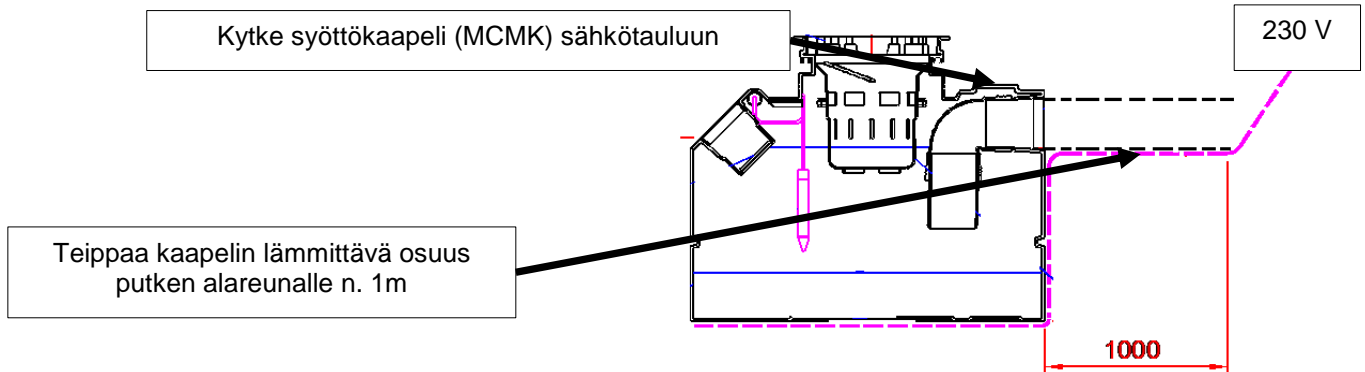 Kytke syöttökaapeli (MCMK) sähkötauluun
230 V
Teippaa kaapelin lämmittävä osuus
putken alareunalle n. 1m
1000